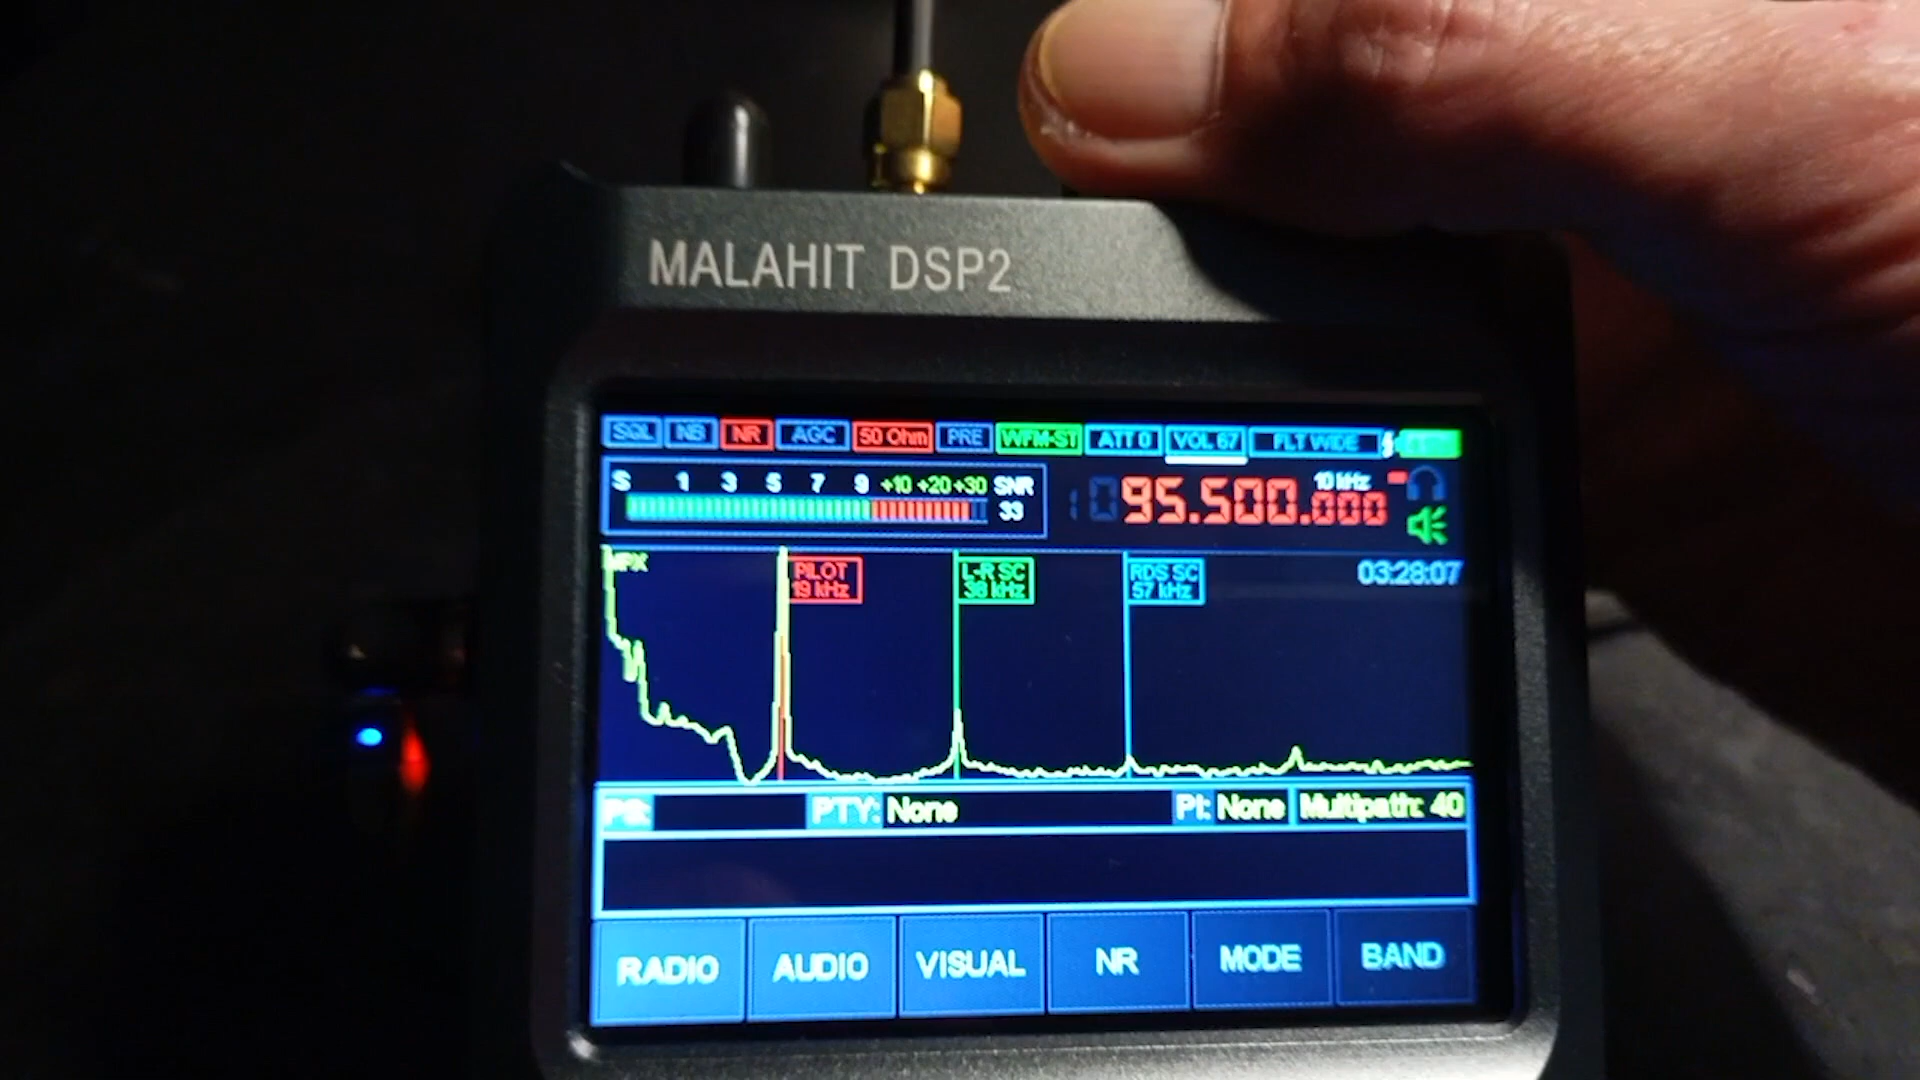 MALAHIT DSP2
SQL NB NR AGC 50 Ohm PRE WFM-ST ATT 0 VOL 67 FLT WIDE
S 1 3 5 7 9 +10 +20 +30 SNR
33
10 kHz
95.500.000
MPX
PILOT
19 kHz
L-R SC
38 kHz
RDS SC
57 kHz
03:28:07
PS: PTY: None PI: None Multipath: 40
RADIO AUDIO VISUAL NR MODE BAND